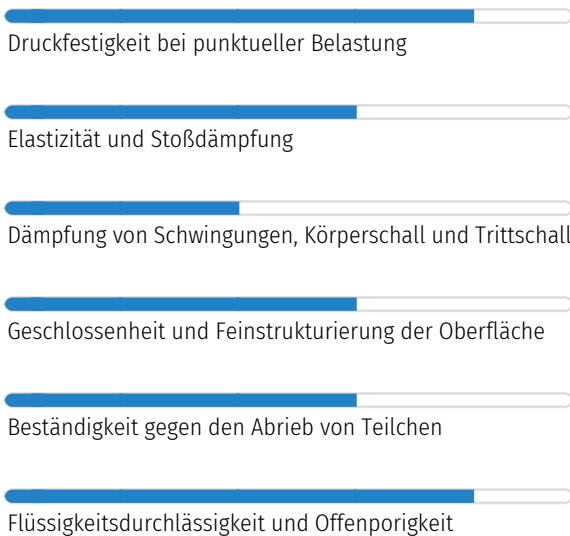 Druckfestigkeit bei punktueller Belastung
Elastizität und Stoßdämpfung
Dämpfung von Schwingungen, Körperschall und Trittschall
Geschlossenheit und Feinstrukturierung der Oberfläche
Beständigkeit gegen den Abrieb von Teilchen
Flüssigkeitsdurchlässigkeit und Offenporigkeit